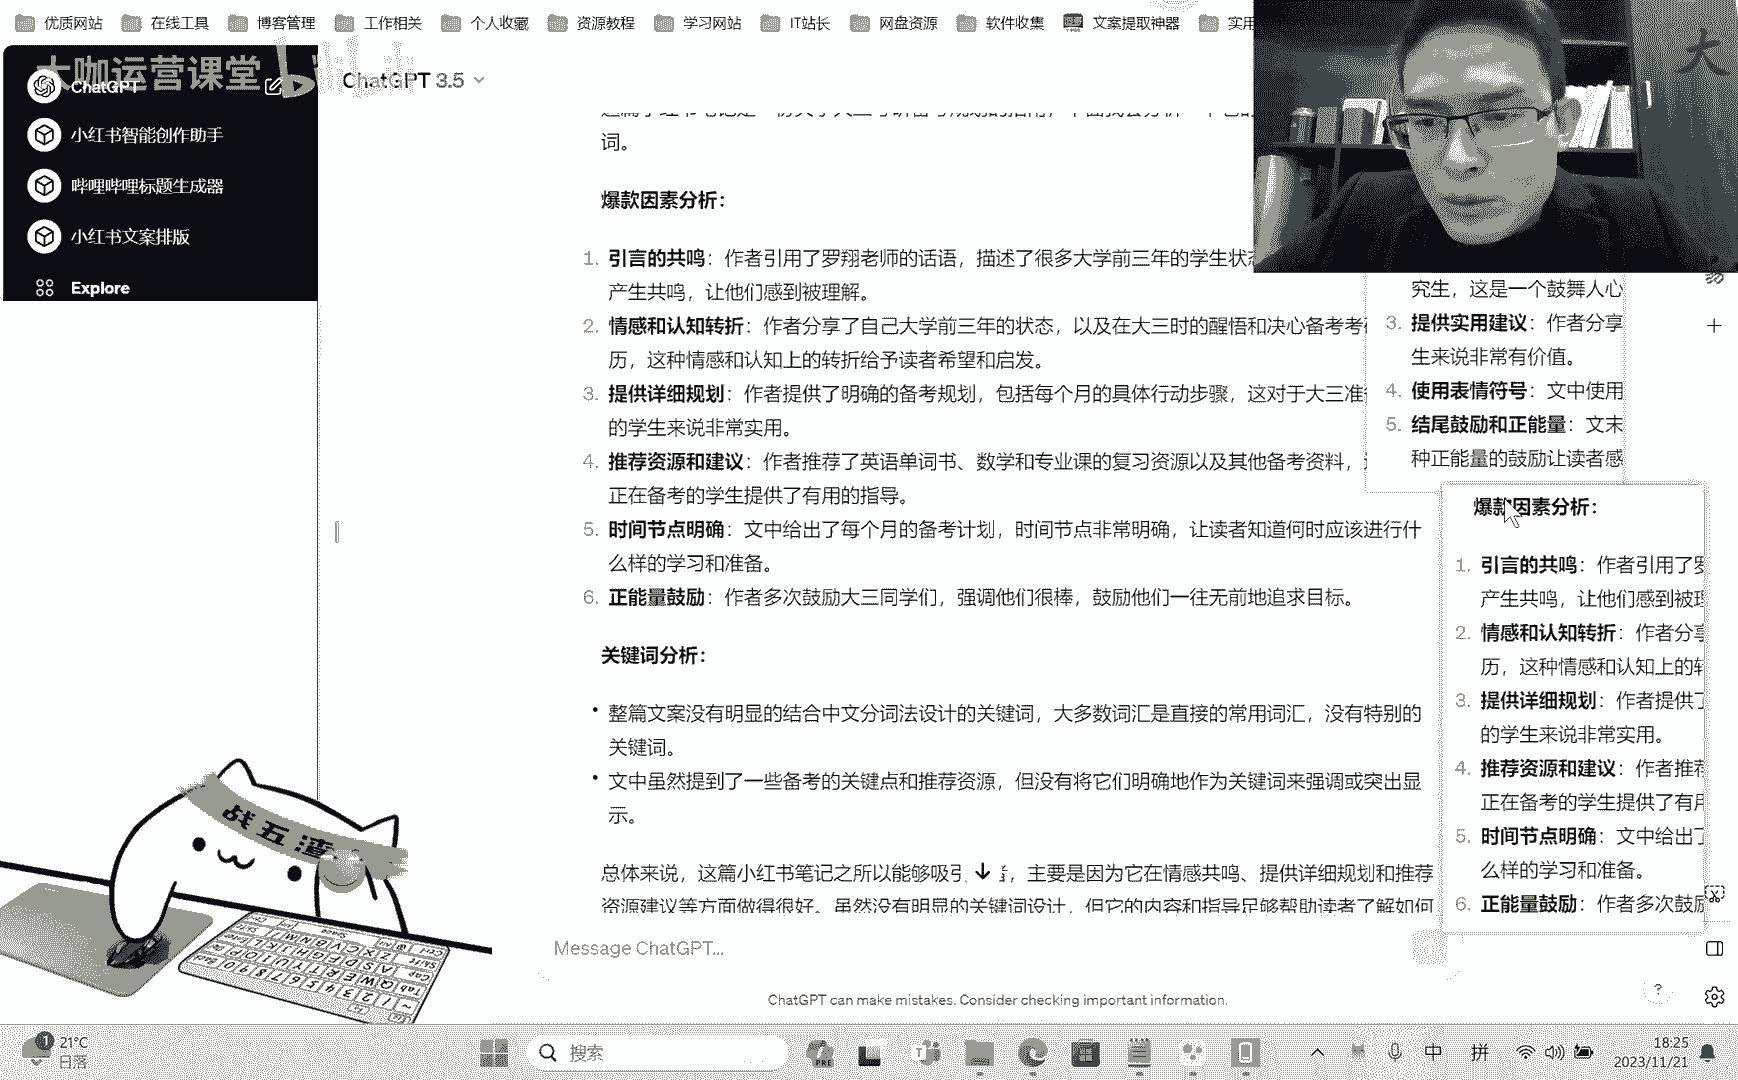 优质网站 在线工具 博客管理 工作相关 个人收藏 资源教程 学习网站 IT站长 网盘资源 软件收集 文案提取神器 实用
大咖运营课堂
ChatGPT
小红书智能创作助手
哔哩哔哩标题生成器
小红书文案排版
Explore
ChatGPT 3.5
词。
爆款因素分析：
1. 引言的共鸣：作者引用了罗翔老师的话语，描述了很多大学前三年的学生状态
产生共鸣，让他们感到被理解。
2. 情感和认知转折：作者分享了自己大学前三年的状态，以及在大三时的醒悟和决心备考考
历，这种情感和认知上的转折给予读者希望和启发。
3. 提供详细规划：作者提供了明确的备考规划，包括每个月的具体行动步骤，这对于大三准
的学生来说非常实用。
4. 推荐资源和建议：作者推荐了英语单词书、数学和专业课的复习资源以及其他备考资料，
正在备考的学生提供了有用的指导。
5. 时间节点明确：文中给出了每个月的备考计划，时间节点非常明确，让读者知道何时应该进行什
么样的学习和准备。
6. 正能量鼓励：作者多次鼓励大三同学们，强调他们很棒，鼓励他们一往无前地追求目标。
关键词分析：
• 整篇文案没有明显的结合中文分词法设计的关键词，大多数词汇是直接的常用词汇，没有特别的
关键词。
• 文中虽然提到了一些备考的关键点和推荐资源，但没有将它们明确地作为关键词来强调或突出显
示。
总体来说，这篇小红书笔记之所以能够吸引，主要是因为它在情感共鸣、提供详细规划和推荐
资源建议等方面做得很好。虽然没有明显的关键词设计，但它的内容和指导足够帮助读者了解如何
Message ChatGPT...
ChatGPT can make mistakes. Consider checking important information.
?
究生，这是一个鼓舞人心
3. 提供实用建议：作者分享
生来说非常有价值。
4. 使用表情符号：文中使用
5. 结尾鼓励和正能量：文末
种正能量的鼓励让读者感
爆款因素分析：
1. 引言的共鸣：作者引用了罗
产生共鸣，让他们感到被理
2. 情感和认知转折：作者分享
历，这种情感和认知上的转
3. 提供详细规划：作者提供了
的学生来说非常实用。
4. 推荐资源和建议：作者推荐
正在备考的学生提供了有用
5. 时间节点明确：文中给出了
么样的学习和准备。
6. 正能量鼓励：作者多次鼓励
大
战五渣
1
21°C
日落
搜索
中 拼
18:25
2023/11/21